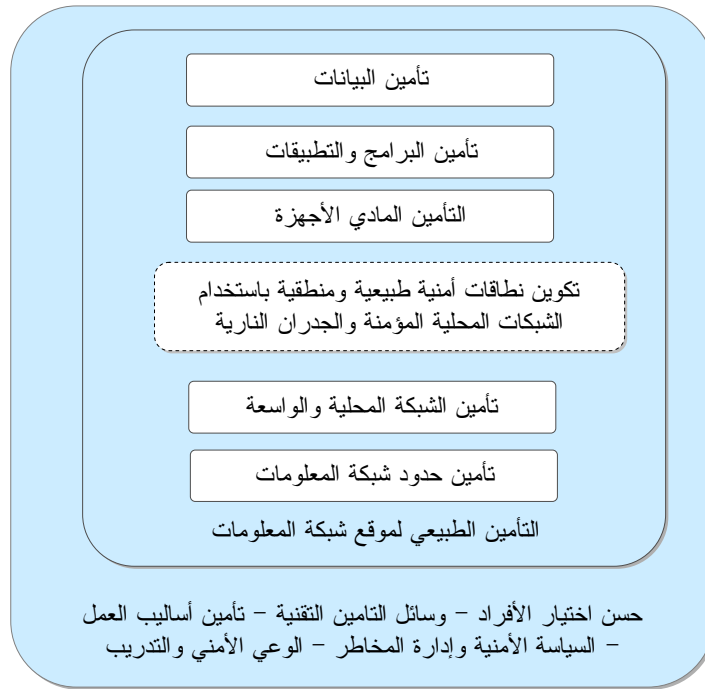 تأمين البيانات
تأمين البرامج والتطبيقات
التأمين المادي الأجهزة
تكوين نطاقات أمنية طبيعية ومنطقية باستخدام
الشبكات المحلية المؤمنة والجدران النارية
تأمين الشبكة المحلية والواسعة
تأمين حدود شبكة المعلومات
التأمين الطبيعي لموقع شبكة المعلومات
حسن اختيار الأفراد – وسائل التامين التقنية – تأمين أساليب العمل
– السياسة الأمنية وإدارة المخاطر – الوعي الأمني والتدريب